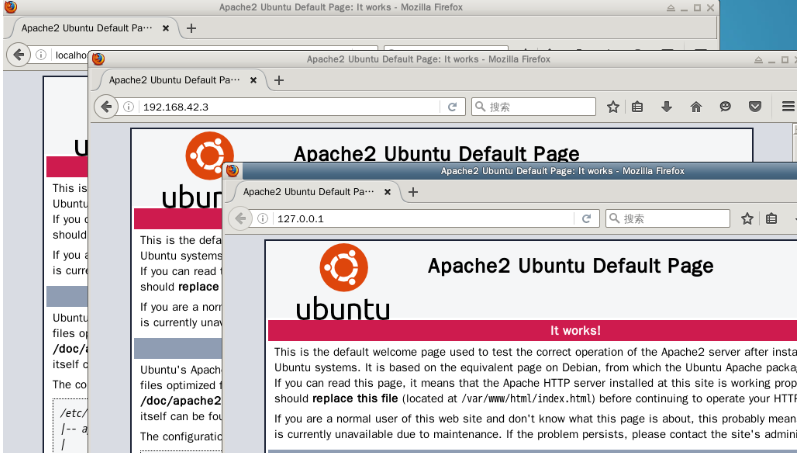 Apache2 Ubuntu Default Page: It works - Mozilla Firefox
Apache2 Ubuntu Default Pa···
localho
This is
Ubuntu
If you c
should
If you a
is curre
Ubuntu
files op
/doc/a
itself c
The co
/etc/
|-- a
|
Apache2 Ubuntu Default Page: It works - Mozilla Firefox
Apache2 Ubuntu Default Pa···
192.168.42.3
搜索
Apache2 Ubuntu Default Page
ubun
This is the defa
Ubuntu systems
If you can read t
should replace
If you are a norm
is currently unav
Ubuntu's Apach
files optimized f
/doc/apache2
itself can be fou
The configuratio
Apache2 Ubuntu Default Page: It works - Mozilla Firefox
Apache2 Ubuntu Default Pa···
127.0.0.1
搜索
Apache2 Ubuntu Default Page
ubuntu
It works!
This is the default welcome page used to test the correct operation of the Apache2 server after insta
Ubuntu systems. It is based on the equivalent page on Debian, from which the Ubuntu Apache packa
If you can read this page, it means that the Apache HTTP server installed at this site is working prop
should replace this file (located at /var/www/html/index.html) before continuing to operate your HTTP
If you are a normal user of this web site and don't know what this page is about, this probably mean
is currently unavailable due to maintenance. If the problem persists, please contact the site's admini